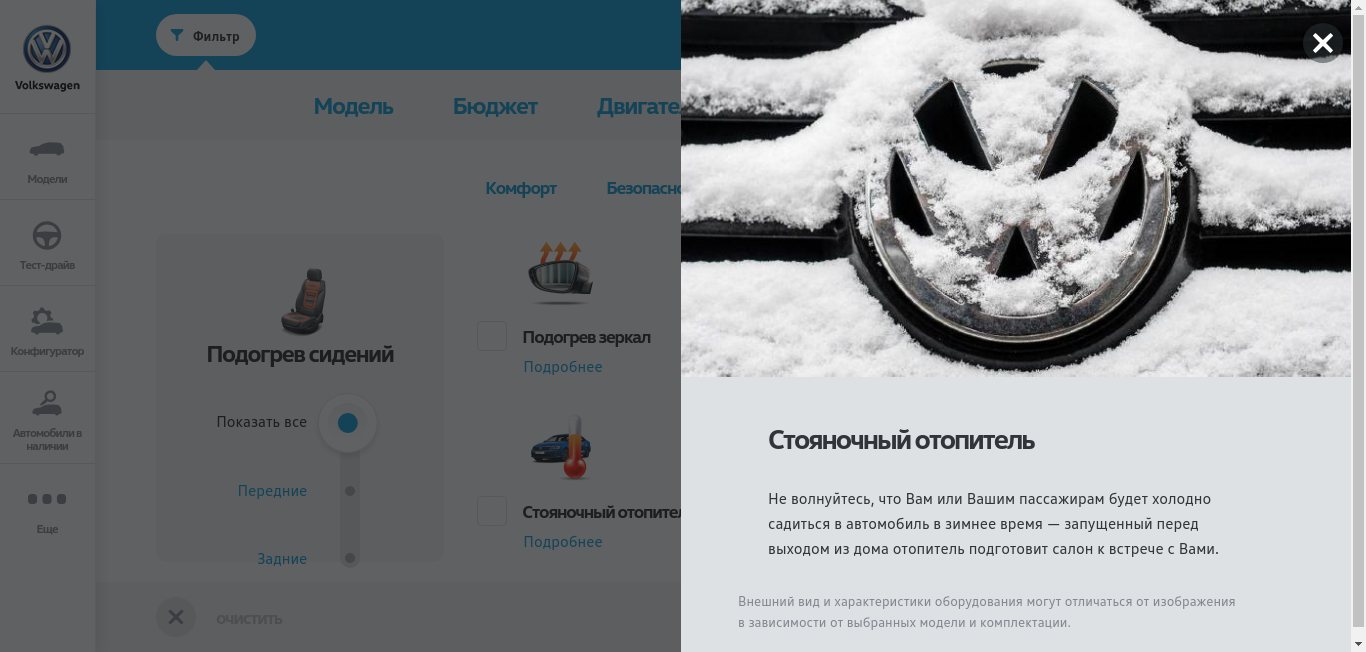 Volkswagen
Модели
Тест-драйв
Конфигуратор
Автомобили в
наличии
Еще
Фильтр
Модель
Бюджет
Комфорт
Подогрев сидений
Показать все
Передние
Задние
Подогрев зеркал
Подробнее
Стояночный
Подробнее
ОЧИСТИТЬ
Стояночный отопитель
Не волнуйтесь, что Вам или Вашим пассажирам будет холодно
садиться в автомобиль в зимнее время — запущенный перед
выходом из дома отопитель подготовит салон к встрече с Вами.
Внешний вид и характеристики оборудования могут отличаться от изображения
в зависимости от выбранных модели и комплектации.